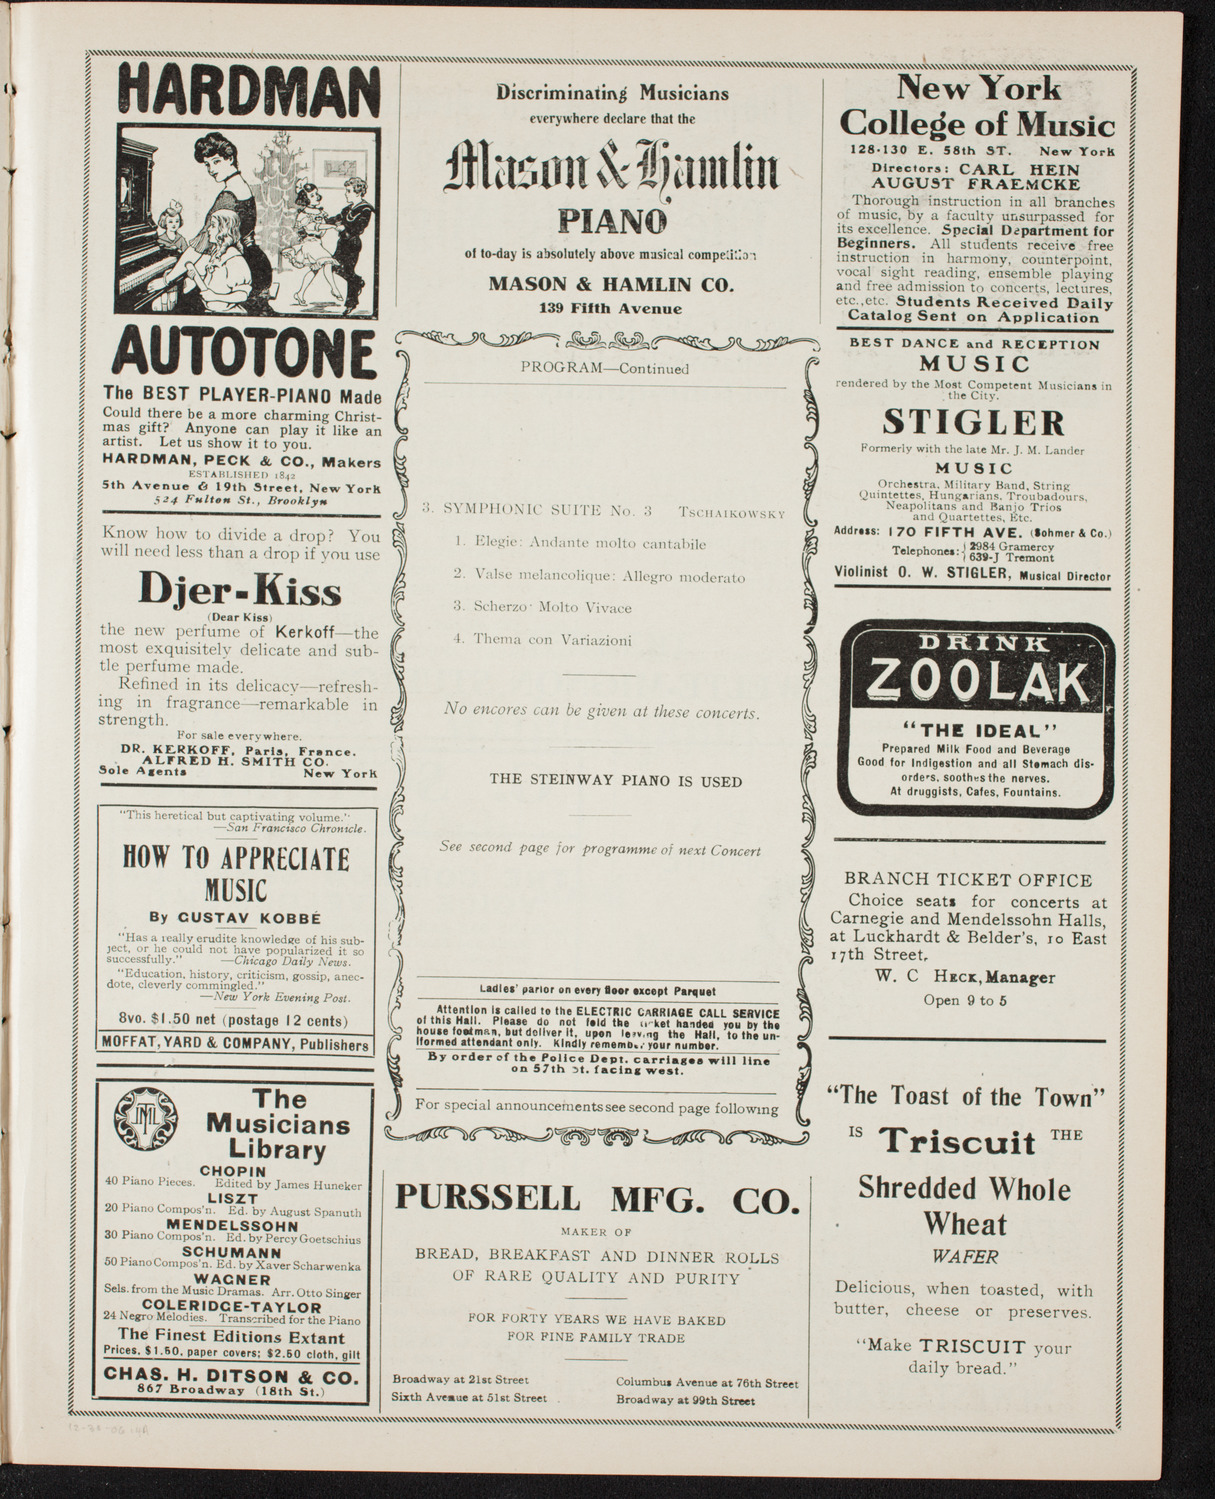 HARDMAN
AUTOTONE
The BEST PLAYER-PIANO Made
Could there be a more charming Christ-
mas gift? Anyone can play it like an
artist. Let us show it to you.
HARDMAN, PECK & CO., Makers
ESTABLISHED 1842
5th Avenue & 19th Street, New York
524 Fulton St., Brooklyn
Know how to divide a drop? You
will need less than a drop if you use
Djer-Kiss
(Dear Kiss)
the new perfume of Kerkoff—the
most exquisitely delicate and sub-
tle perfume made.
Refined in its delicacy—refresh-
ing in fragrance—remarkable in
strength.
For sale everywhere.
DR. KERKOFF, Paris, France.
ALFRED H. SMITH CO.
Sole Agents New York
"This heretical but captivating volume."
—San Francisco Chronicle.
HOW TO APPRECIATE
MUSIC
By GUSTAV KOBBÉ
"Has a really erudite knowledge of his sub-
ject, or he could not have popularized it so
successfully." —Chicago Daily News.
"Education, history, criticism, gossip, anec-
dote, cleverly commingled."
—New York Evening Post.
8vo. $1.50 net (postage 12 cents)
MOFFAT, YARD & COMPANY, Publishers
The
Musicians
Library
CHOPIN
40 Piano Pieces. Edited by James Huneker
LISZT
20 Piano Compos'n. Ed. by August Spanuth
MENDELSSOHN
30 Piano Compos'n. Ed. by Percy Goetschius
SCHUMANN
50 Piano Compos'n. Ed. by Xaver Scharwenka
WAGNER
Sels. from the Music Dramas. Arr. Otto Singer
COLERIDGE-TAYLOR
24 Negro Melodies. Transcribed for the Piano
The Finest Editions Extant
Prices, $1.50, paper covers; $2.50 cloth, gilt
CHAS. H. DITSON & CO.
867 Broadway (18th St.)
Discriminating Musicians
everywhere declare that the
Mason & Hamlin
PIANO
of to-day is absolutely above musical competition
MASON & HAMLIN CO.
139 Fifth Avenue
PROGRAM—Continued
3. SYMPHONIC SUITE No. 3 TSCHAIKOWSKY
1. Elegie: Andante molto cantabile
2. Valse melancolique: Allegro moderato
3. Scherzo: Molto Vivace
4. Thema con Variazioni
No encores can be given at these concerts.
THE STEINWAY PIANO IS USED
See second page for programme of next Concert
Ladies' parlor on every floor except Parquet
Attention is called to the ELECTRIC CARRIAGE CALL SERVICE
of this Hall. Please do not fold the ticket handed you by the
house footman, but deliver it, upon leaving the Hall, to the un-
iformed attendant only. Kindly remember your number.
By order of the Police Dept. carriages will line
on 57th St. facing west.
For special announcements see second page following
PURSSELL MFG. CO.
MAKER OF
BREAD, BREAKFAST AND DINNER ROLLS
OF RARE QUALITY AND PURITY
FOR FORTY YEARS WE HAVE BAKED
FOR FINE FAMILY TRADE
Broadway at 21st Street Columbus Avenue at 76th Street
Sixth Avenue at 51st Street Broadway at 99th Street
New York
College of Music
128-130 E. 58th ST. New York
Directors: CARL HEIN
AUGUST FRAEMCKE
Thorough instruction in all branches
of music, by a faculty unsurpassed for
its excellence. Special Department for
Beginners. All students receive free
instruction in harmony, counterpoint,
vocal sight reading, ensemble playing
and free admission to concerts, lectures,
etc., etc. Students Received Daily
Catalog Sent on Application
BEST DANCE and RECEPTION
MUSIC
rendered by the Most Competent Musicians in
the City.
STIGLER
Formerly with the late Mr. J. M. Lander
MUSIC
Orchestra, Military Band, String
Quintettes, Hungarians, Troubadours,
Neapolitans and Banjo Trios
and Quartettes, Etc.
Address: 170 FIFTH AVE. (Sohmer & Co.)
Telephones: { 2984 Gramercy
639-J Tremont
Violinist O. W. STIGLER, Musical Director
DRINK
ZOOLAK
"THE IDEAL"
Prepared Milk Food and Beverage
Good for Indigestion and all Stomach dis-
orders, soothes the nerves.
At druggists, Cafes, Fountains.
BRANCH TICKET OFFICE
Choice seats for concerts at
Carnegie and Mendelssohn Halls,
at Luckhardt & Belder's, 10 East
17th Street.
W. C HECK, Manager
Open 9 to 5
"The Toast of the Town"
IS Triscuit THE
Shredded Whole
Wheat
WAFER
Delicious, when toasted, with
butter, cheese or preserves.
"Make TRISCUIT your
daily bread."